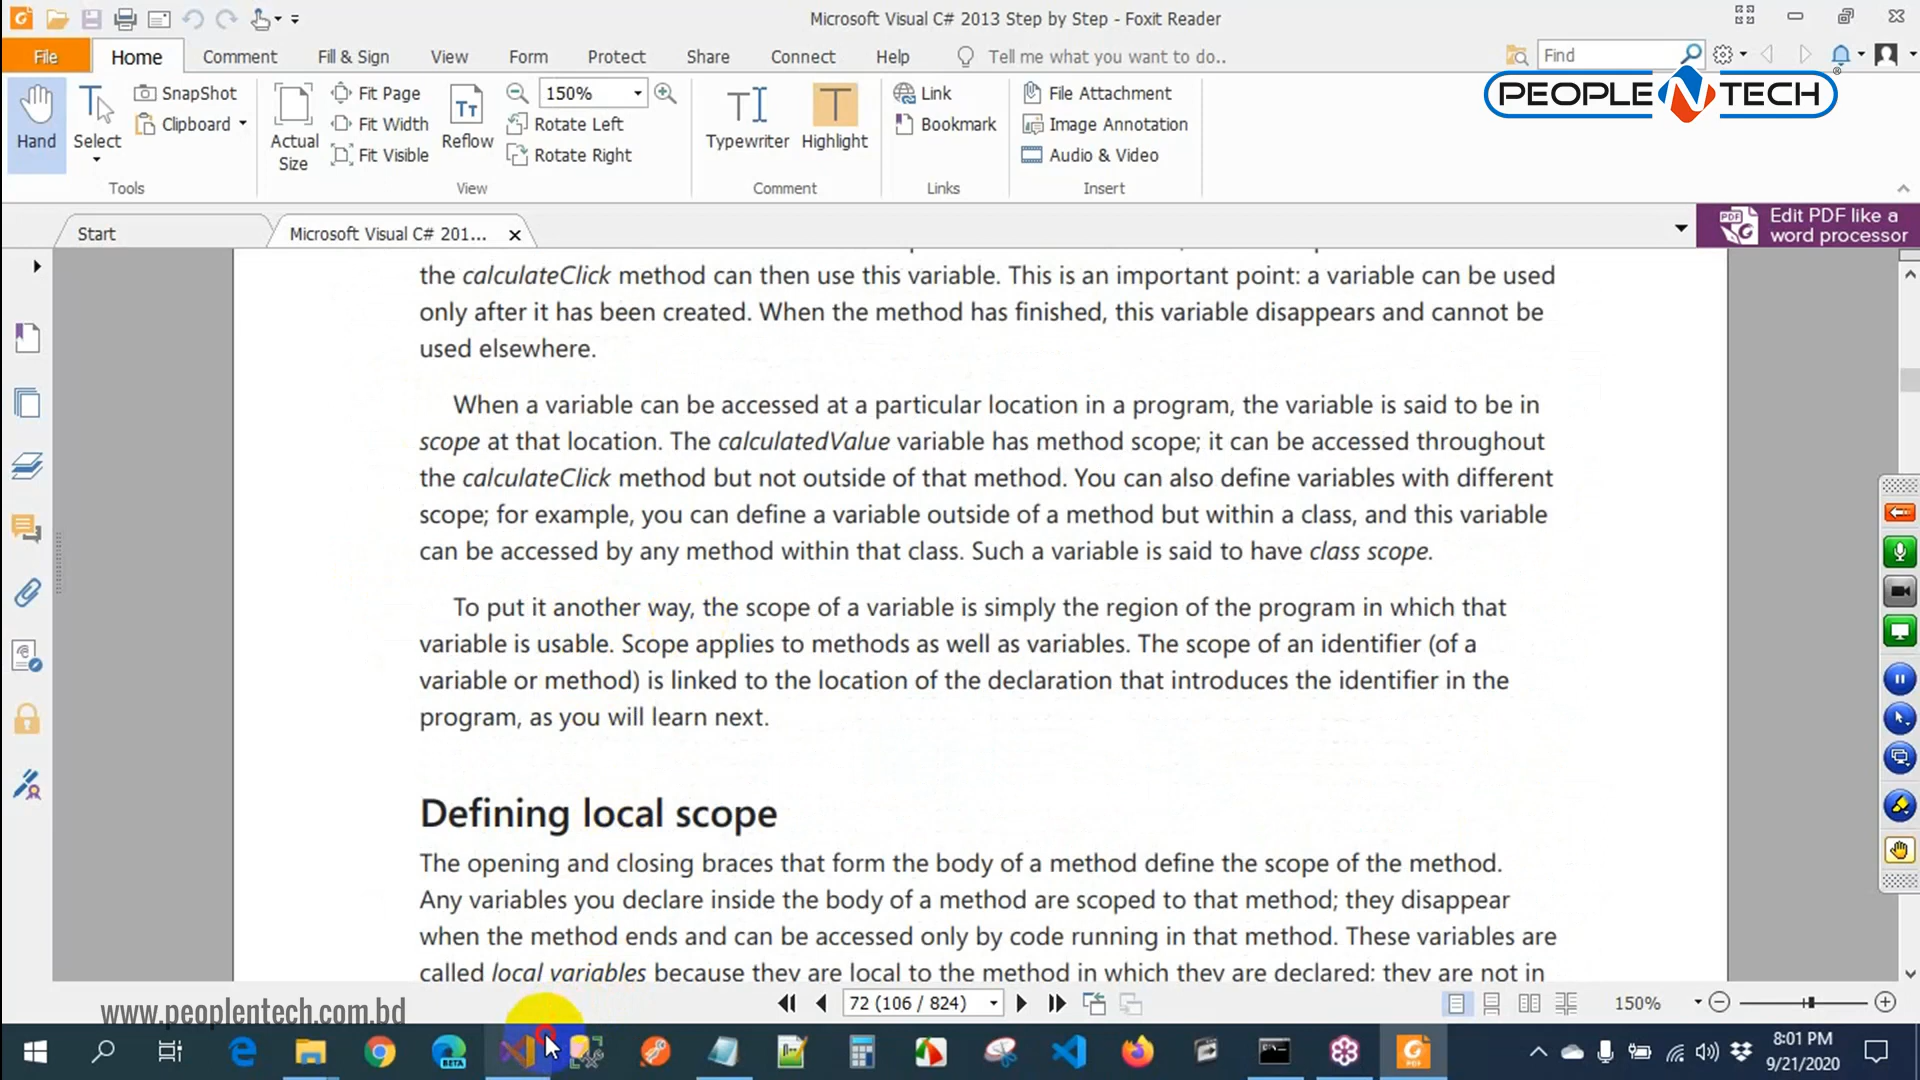 Microsoft Visual C# 2013 Step by Step - Foxit Reader
File Home Comment Fill & Sign View Form Protect Share Connect Help Tell me what you want to do.. Find
PEOPLE N TECH
Hand Select SnapShot Clipboard
Tools
Actual Size Fit Page Fit Width Fit Visible Reflow 150% Rotate Left Rotate Right
View
Typewriter Highlight
Comment
Link Bookmark
Links
File Attachment Image Annotation Audio & Video
Insert
Start Microsoft Visual C# 201...
Edit PDF like a
word processor
the calculateClick method can then use this variable. This is an important point: a variable can be used
only after it has been created. When the method has finished, this variable disappears and cannot be
used elsewhere.
When a variable can be accessed at a particular location in a program, the variable is said to be in
scope at that location. The calculatedValue variable has method scope; it can be accessed throughout
the calculateClick method but not outside of that method. You can also define variables with different
scope; for example, you can define a variable outside of a method but within a class, and this variable
can be accessed by any method within that class. Such a variable is said to have class scope.
To put it another way, the scope of a variable is simply the region of the program in which that
variable is usable. Scope applies to methods as well as variables. The scope of an identifier (of a
variable or method) is linked to the location of the declaration that introduces the identifier in the
program, as you will learn next.
Defining local scope
The opening and closing braces that form the body of a method define the scope of the method.
Any variables you declare inside the body of a method are scoped to that method; they disappear
when the method ends and can be accessed only by code running in that method. These variables are
called local variables because they are local to the method in which they are declared; they are not in
www.peoplentech.com.bd
72 (106 / 824)
150%
BETA
8:01 PM
9/21/2020